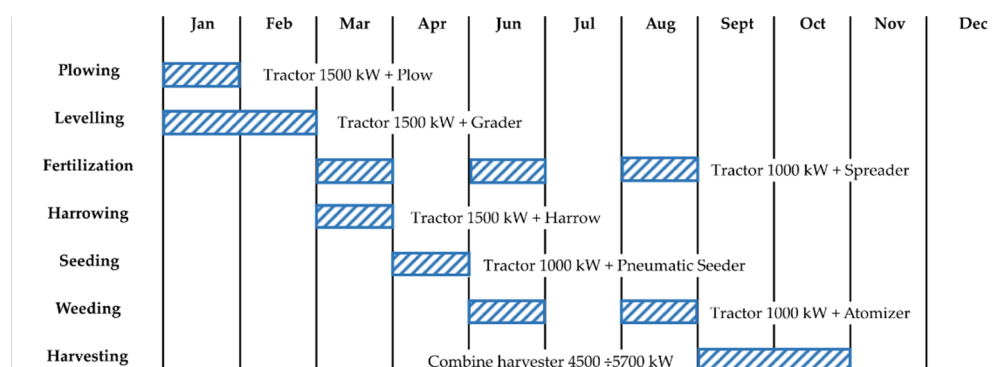 Jan Feb Mar Apr Jun Jul Aug Sept Oct Nov Dec
Plowing Tractor 1500 kW + Plow
Levelling Tractor 1500 kW + Grader
Fertilization Tractor 1000 kW + Spreader
Harrowing Tractor 1500 kW + Harrow
Seeding Tractor 1000 kW + Pneumatic Seeder
Weeding Tractor 1000 kW + Atomizer
Harvesting Combine harvester 4500 ÷5700 kW